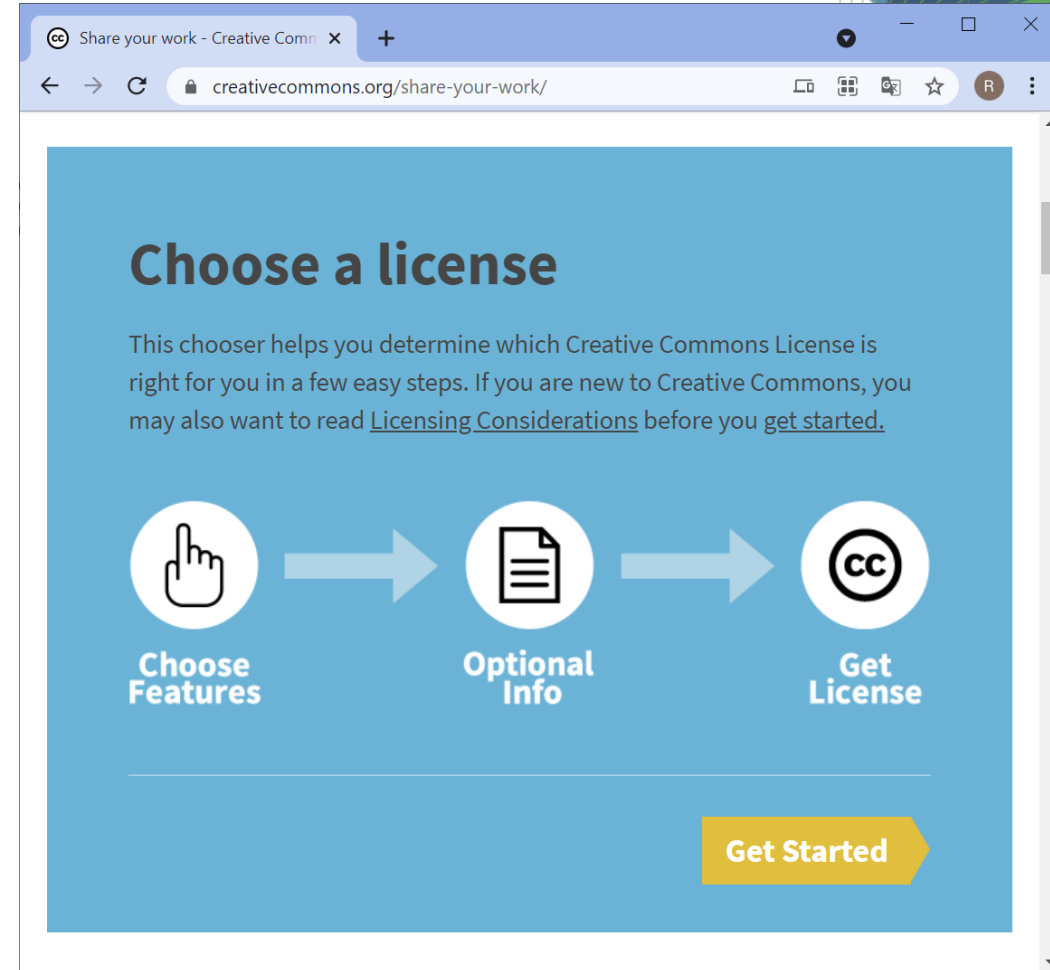 Share your work - Creative Comm
creativecommons.org/share-your-work/
R
Choose a license
This chooser helps you determine which Creative Commons License is
right for you in a few easy steps. If you are new to Creative Commons, you
may also want to read Licensing Considerations before you get started.
cc
Choose
Features
Optional
Info
Get
License
Get Started